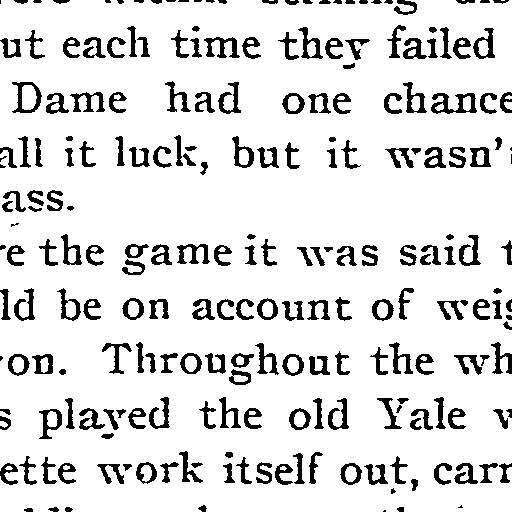 ut each time they failed
Dame had one chance
all it luck, but it wasn't
ass.
re the game it was said t
ld be on account of weig
on. Throughout the wh
s played the old Yale w
ette work itself out, carr